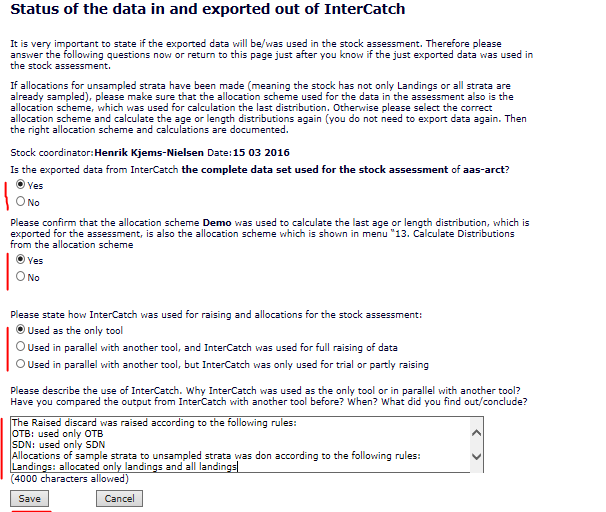 Status of the data in and exported out of InterCatch
It is very important to state if the exported data will be/was used in the stock assessment. Therefore please
answer the following questions now or return to this page just after you know if the just exported data was used in
the stock assessment.
If allocations for unsampled strata have been made (meaning the stock has not only Landings or all strata are
already sampled), please make sure that the allocation scheme used for the data in the assessment also is the
allocation scheme, which was used for calculation the last distribution. Otherwise please select the correct
allocation scheme and calculate the age or length distributions again (you do not need to export data again. Then
the right allocation scheme and calculations are documented.
Stock coordinator:Henrik Kjems-Nielsen Date:15 03 2016
Is the exported data from InterCatch the complete data set used for the stock assessment of aas-arct?
Yes
No
Please confirm that the allocation scheme Demo was used to calculate the last age or length distribution, which is
exported for the assessment, is also the allocation scheme which is shown in menu "13. Calculate Distributions
from the allocation scheme
Yes
No
Please state how InterCatch was used for raising and allocations for the stock assessment:
Used as the only tool
Used in parallel with another tool, and InterCatch was used for full raising of data
Used in parallel with another tool, but InterCatch was only used for trial or partly raising
Please describe the use of InterCatch. Why InterCatch was used as the only tool or in parallel with another tool?
Have you compared the output from InterCatch with another tool before? When? What did you find out/conclude?
The Raised discard was raised according to the following rules:
OTB: used only OTB
SDN: used only SDN
Allocations of sample strata to unsampled strata was don according to the following rules:
Landings: allocated only landings and all landings
(4000 characters allowed)
Save Cancel